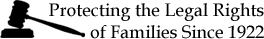 Protecting the Legal Rights
of Families Since 1922